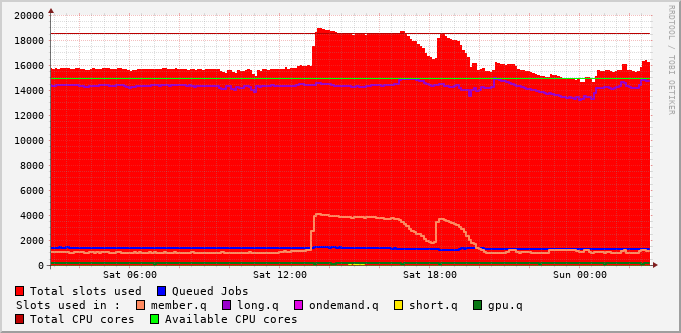 20000
18000
16000
14000
12000
10000
8000
6000
4000
2000
0
Sat 06:00 Sat 12:00 Sat 18:00 Sun 00:00
RRDTOOL / TOBI OETIKER
Total slots used Queued Jobs
Slots used in : member.q long.q ondemand.q short.q gpu.q
Total CPU cores Available CPU cores